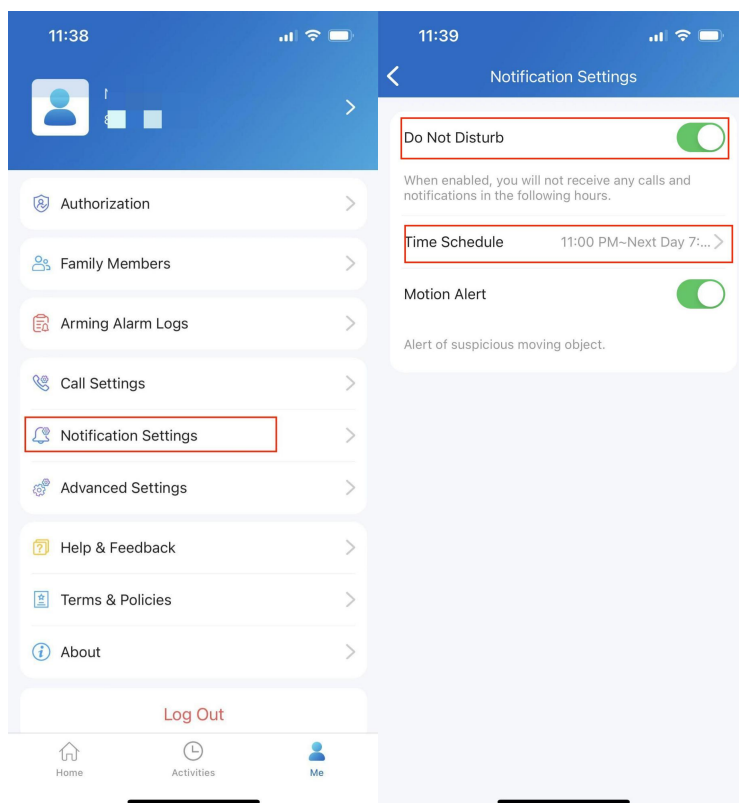 11:38
Authorization
Family Members
Arming Alarm Logs
Call Settings
Notification Settings
Advanced Settings
Help & Feedback
Terms & Policies
About
Log Out
Home
Activities
Me
11:39
Notification Settings
Do Not Disturb
When enabled, you will not receive any calls and
notifications in the following hours.
Time Schedule 11:00 PM~Next Day 7:...
Motion Alert
Alert of suspicious moving object.